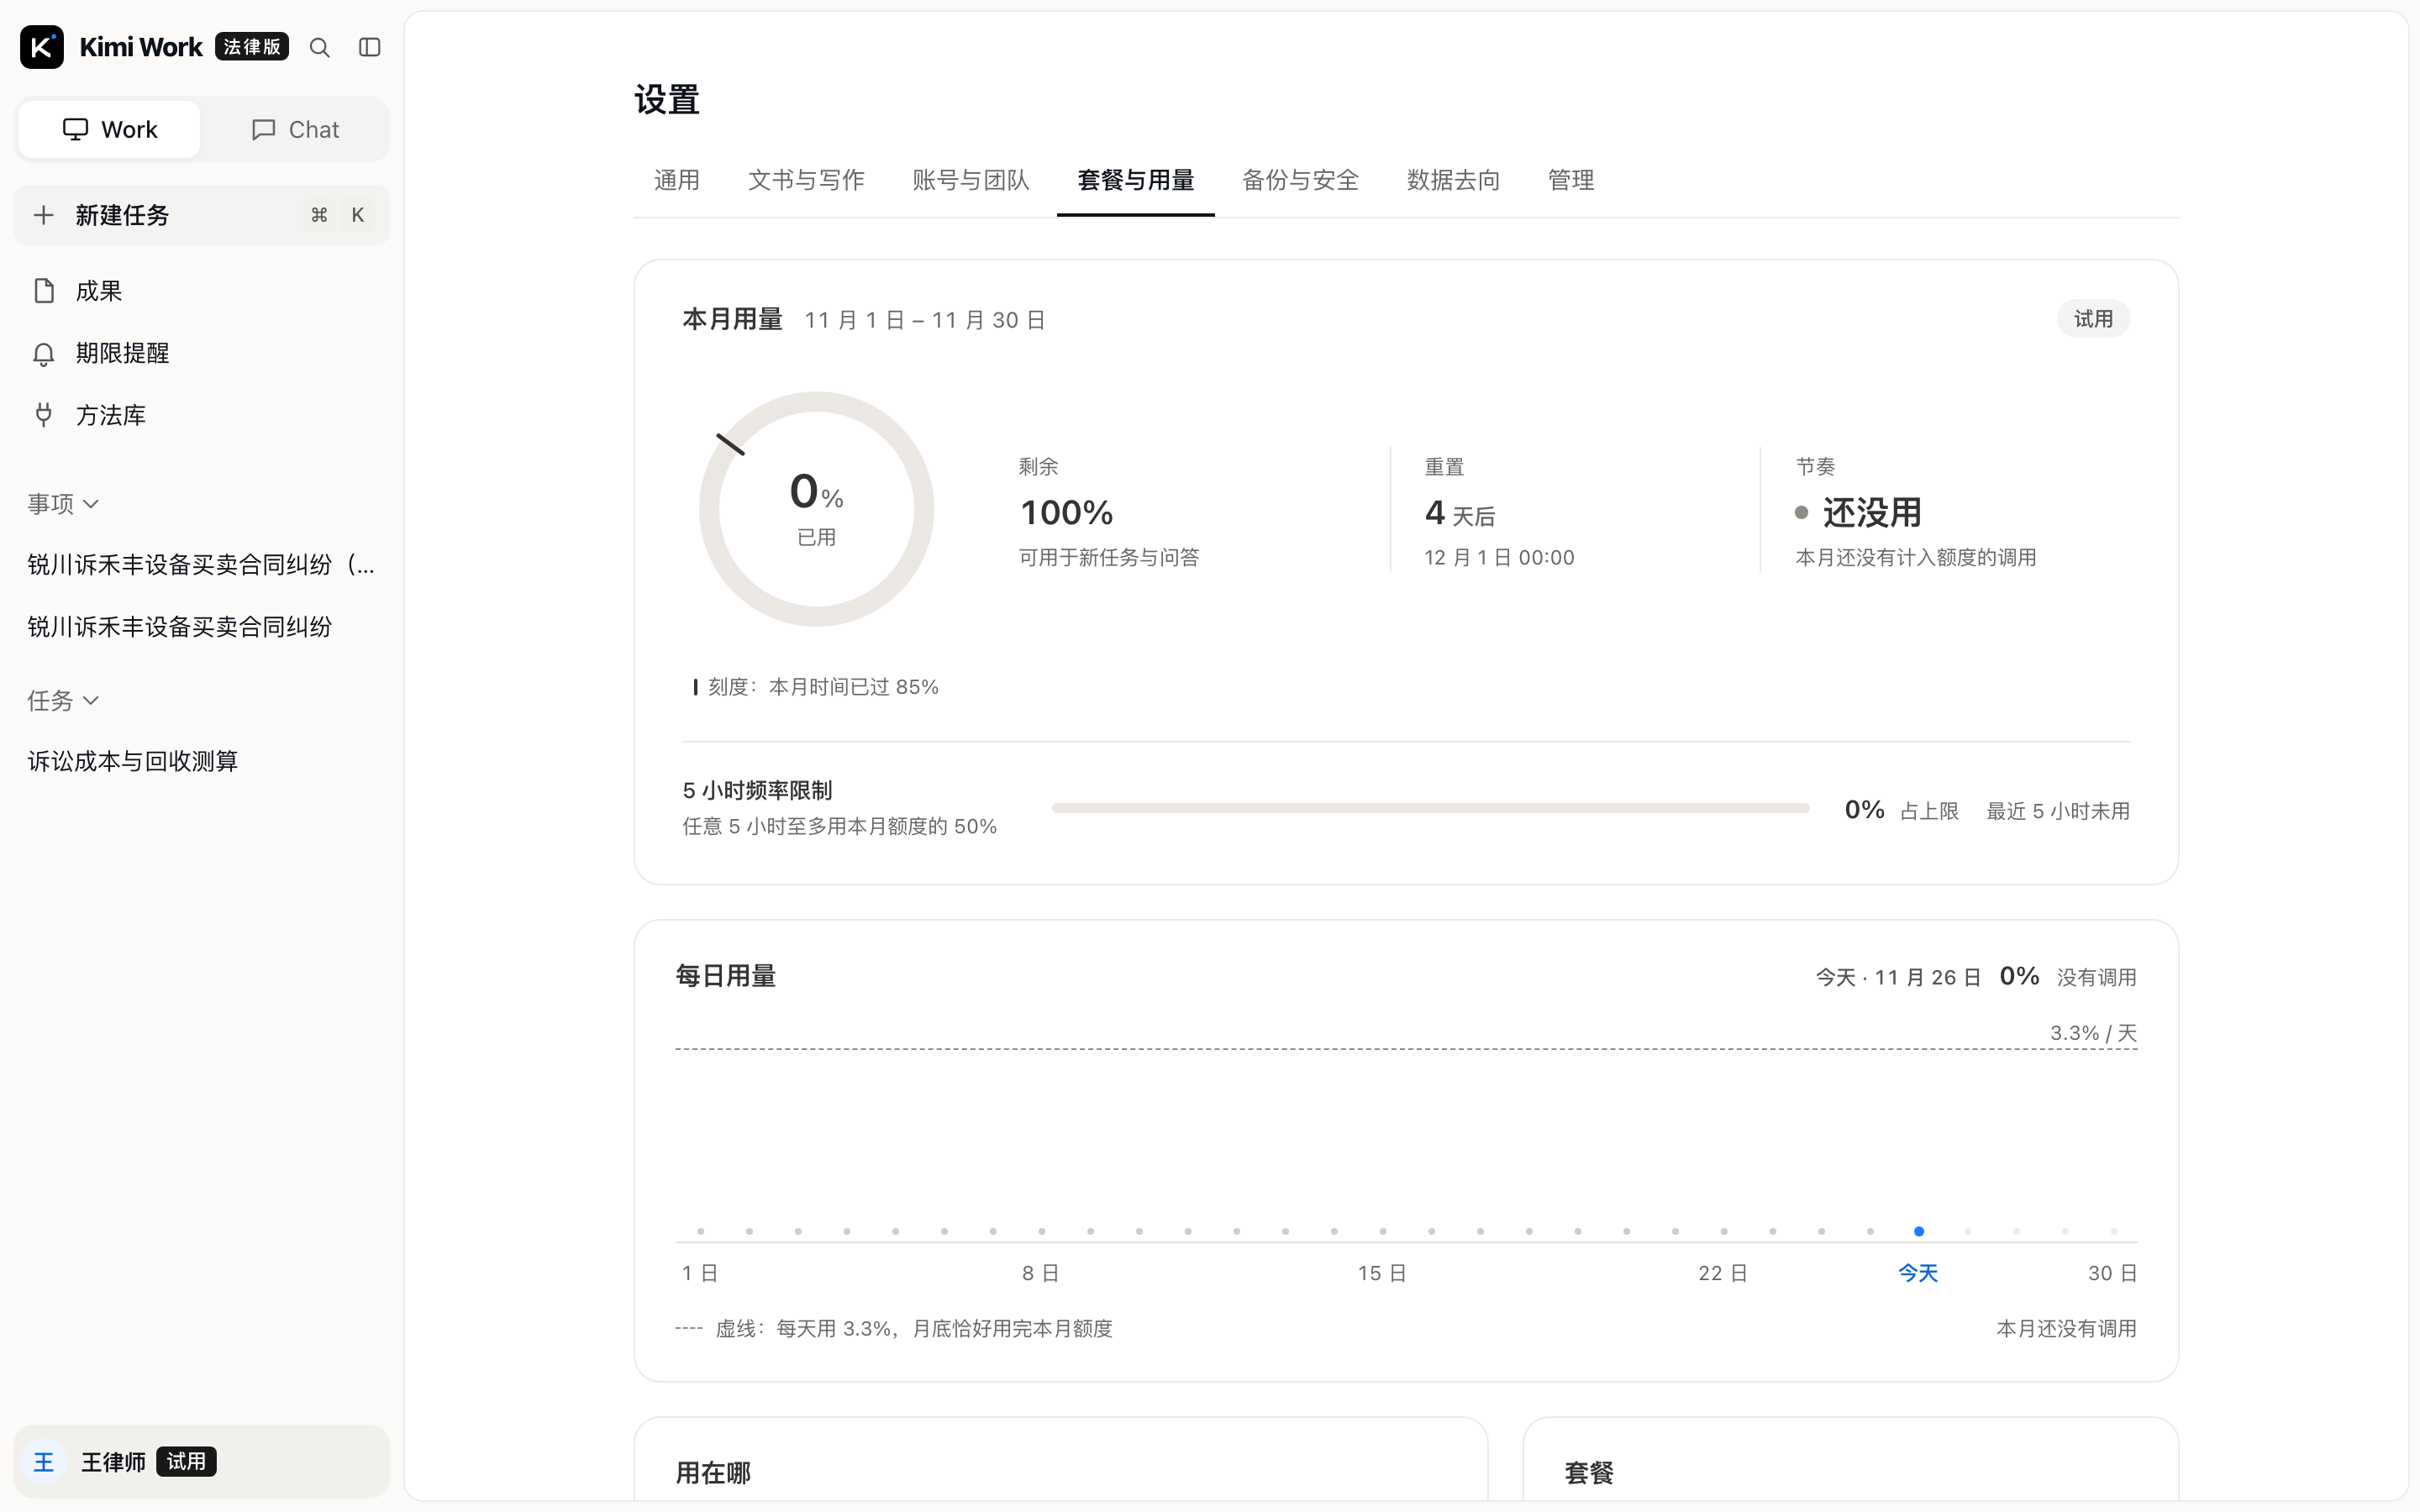 Kimi Work 法律版
Work
Chat
新建任务 ⌘ K
成果
期限提醒
方法库
事项
锐川诉禾丰设备买卖合同纠纷（...
锐川诉禾丰设备买卖合同纠纷
任务
诉讼成本与回收测算
王 王律师 试用
设置
通用 文书与写作 账号与团队 套餐与用量 备份与安全 数据去向 管理
本月用量 11 月 1 日 – 11 月 30 日 试用
0%
已用
剩余
100%
可用于新任务与问答
重置
4 天后
12 月 1 日 00:00
节奏
还没用
本月还没有计入额度的调用
刻度：本月时间已过 85%
5 小时频率限制
任意 5 小时至多用本月额度的 50%
0% 占上限 最近 5 小时未用
每日用量 今天 · 11 月 26 日 0% 没有调用
3.3% / 天
1 日 8 日 15 日 22 日 今天 30 日
虚线：每天用 3.3%，月底恰好用完本月额度 本月还没有调用
用在哪
套餐